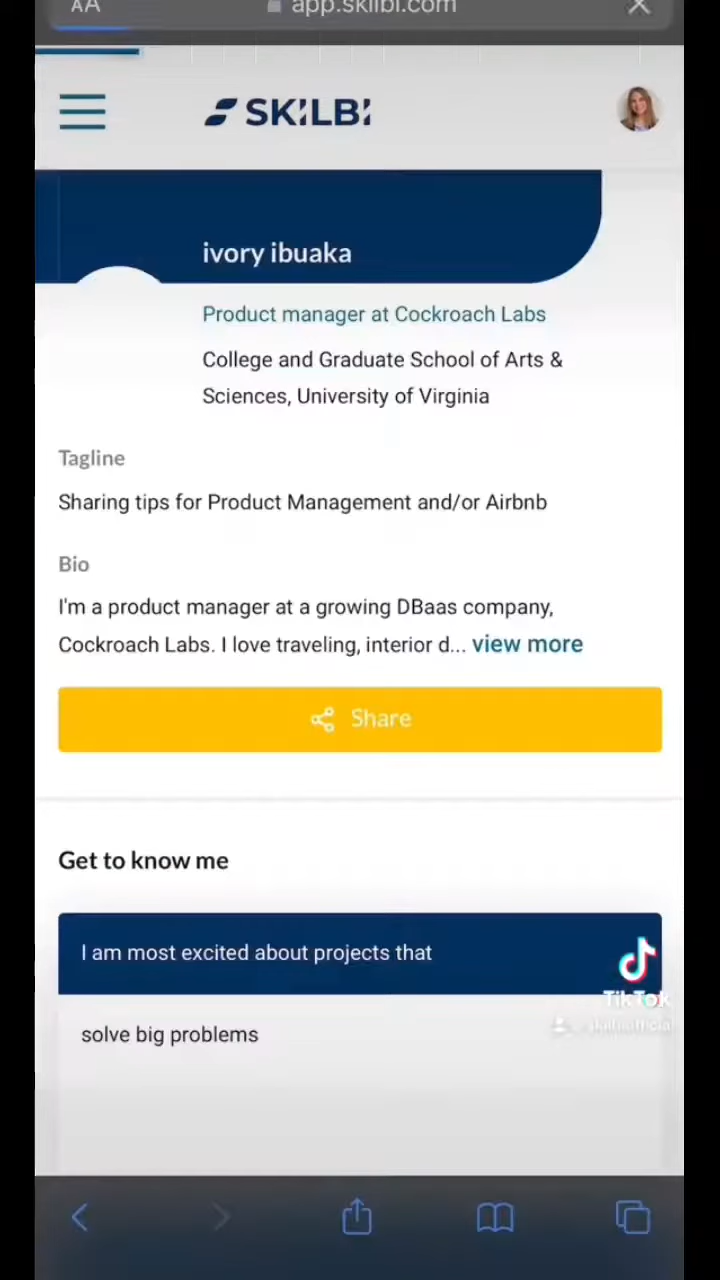 AA
app.skilbi.com
SKILBI
ivory ibuaka
Product manager at Cockroach Labs
College and Graduate School of Arts &
Sciences, University of Virginia
Tagline
Sharing tips for Product Management and/or Airbnb
Bio
I'm a product manager at a growing DBaas company,
Cockroach Labs. I love traveling, interior d... view more
Share
Get to know me
I am most excited about projects that
TikTok
solve big problems